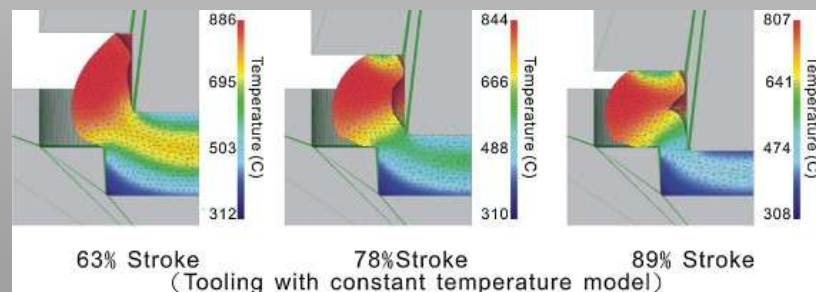 886
695
503
312
Temperature (C)
844
666
488
310
Temperature (C)
807
641
474
308
Temperature (C)
63% Stroke
78%Stroke
89% Stroke
(Tooling with constant temperature model)